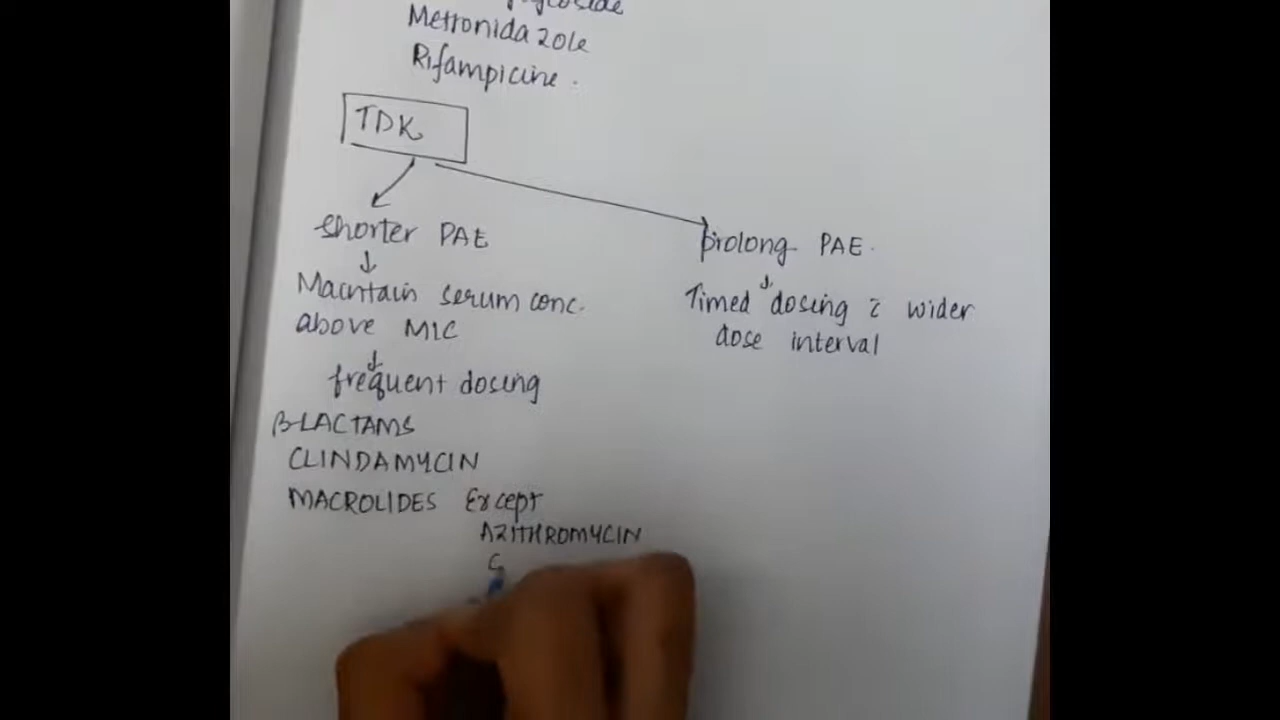 Metronidazole
Rifampicine.
TDK
shorter PAE
↓
Maintain serum conc.
above MIC
↓
frequent dosing
β-LACTAMS
CLINDAMYCIN
MACROLIDES Except
AZITHROMYCIN
C
prolong PAE.
↓
Timed dosing c̄ wider
dose interval